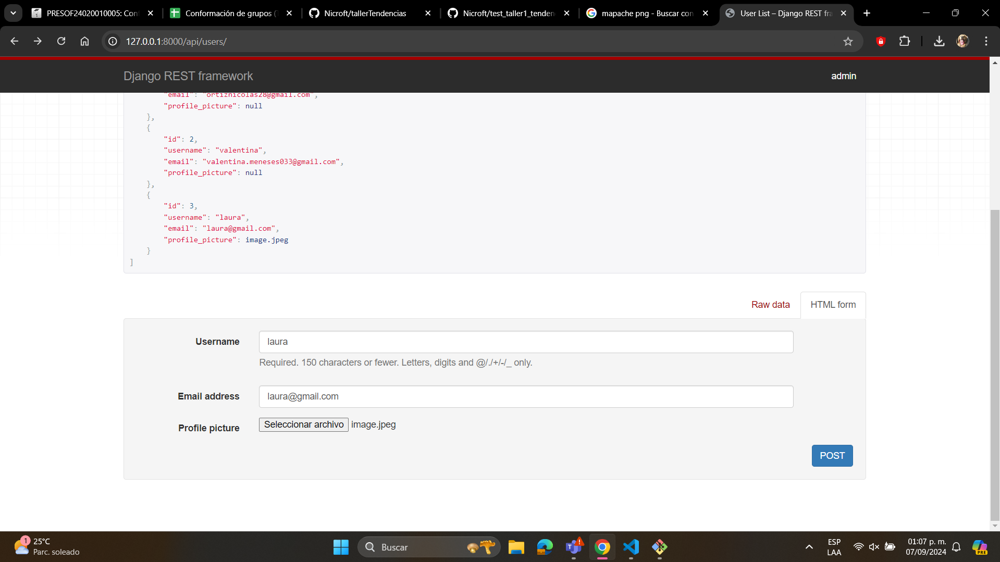 PRESOF24020010005: Conf
Conformación de grupos (T
Nicroft/tallerTendencias
Nicroft/test_taller1_tenden
mapache png - Buscar con
User List – Django REST fra
127.0.0.1:8000/api/users/
Django REST framework
admin
"email": "ortiznicolas28@gmail.com",
"profile_picture": null
},
{
"id": 2,
"username": "valentina",
"email": "valentina.meneses033@gmail.com",
"profile_picture": null
},
{
"id": 3,
"username": "laura",
"email": "laura@gmail.com",
"profile_picture": image.jpeg
}
]
Raw data
HTML form
Username
laura
Required. 150 characters or fewer. Letters, digits and @/./+/-/_ only.
Email address
laura@gmail.com
Profile picture
Seleccionar archivo image.jpeg
POST
1
25°C
Parc. soleado
Buscar
ESP
LAA
01:07 p. m.
07/09/2024
PRE